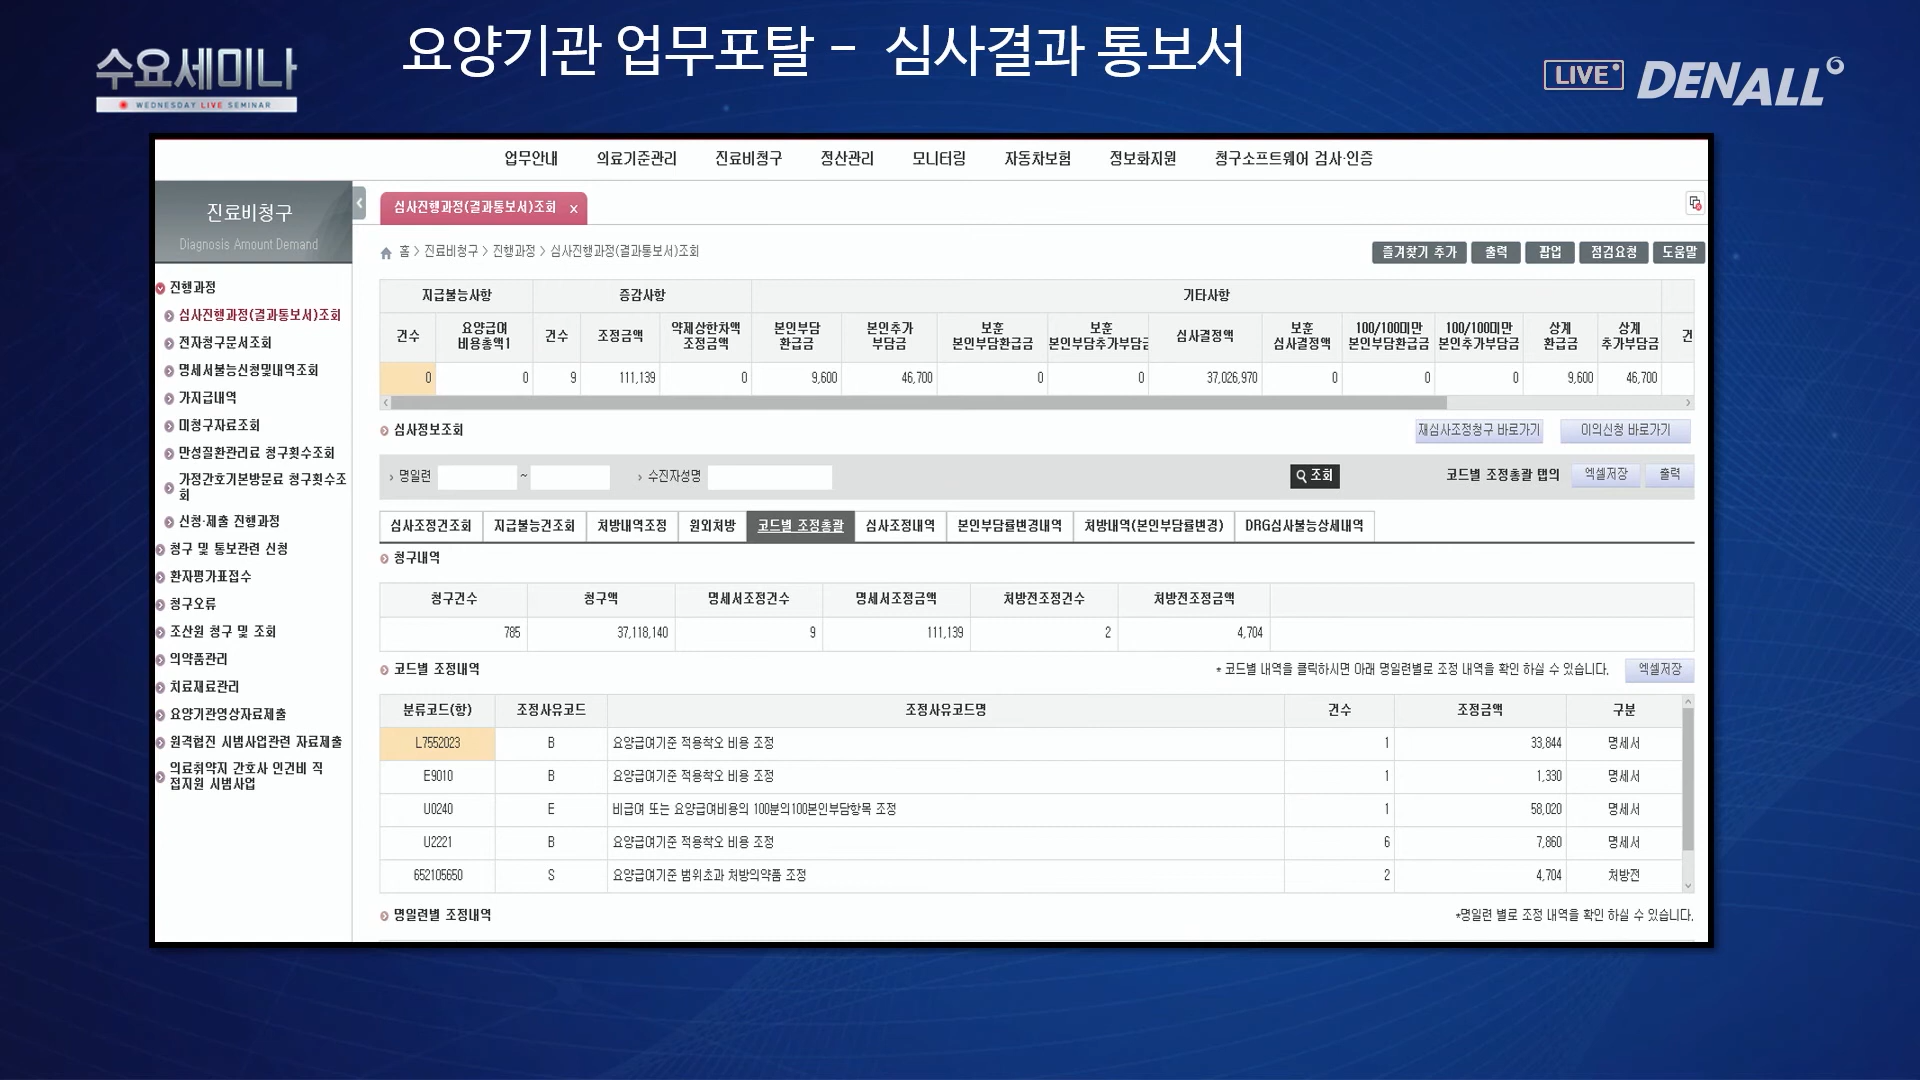 요양기관 업무포탈 - 심사결과 통보서
수요세미나
WEDNESDAY LIVE SEMINAR
LIVE DENALL
업무안내 의료기준관리 진료비청구 정산관리 모니터링 자동차보험 정보화지원 청구소프트웨어 검사·인증
진료비청구
Diagnosis Amount Demand
심사진행과정(결과통보서)조회 x
홈 > 진료비청구 > 진행과정 > 심사진행과정(결과통보서)조회
즐겨찾기 추가 출력 팝업 점검요청 도움말
진행과정
심사진행과정(결과통보서)조회
전자청구문서조회
명세서불능신청및내역조회
가지급내역
미청구자료조회
만성질환관리료 청구횟수조회
가정간호기본방문료 청구횟수조
회
신청·제출 진행과정
청구 및 통보관련 신청
환자평가표접수
청구오류
조산원 청구 및 조회
의약품관리
치료재료관리
요양기관영상자료제출
원격협진 시범사업관련 자료제출
의료취약지 간호사 인건비 직
접지원 시범사업
지급불능사항 증감사항 기타사항
건수 요양급여 비용총액1 건수 조정금액 약제상한차액 조정금액 본인부담 환급금 본인추가 부담금 보훈 본인부담환급금 보훈 본인부담추가부담금 심사결정액 보훈 심사결정액 100/100미만 본인부담환급금 100/100미만 본인추가부담금 상계 환급금 상계 추가부담금 건
0 0 9 111,139 0 9,600 46,700 0 0 37,026,970 0 0 0 9,600 46,700
심사정보조회
재심사조정청구 바로가기 이의신청 바로가기
명일련 ~ 수진자성명 조회 코드별 조정총괄 탭의 엑셀저장 출력
심사조정건조회 지급불능건조회 처방내역조정 원외처방 코드별 조정총괄 심사조정내역 본인부담률변경내역 처방내역(본인부담률변경) DRG심사불능상세내역
청구내역
청구건수 청구액 명세서조정건수 명세서조정금액 처방전조정건수 처방전조정금액
785 37,118,140 9 111,139 2 4,704
코드별 조정내역
* 코드별 내역을 클릭하시면 아래 명일련별로 조정 내역을 확인 하실 수 있습니다. 엑셀저장
분류코드(항) 조정사유코드 조정사유코드명 건수 조정금액 구분
L7552023 B 요양급여기준 적용착오 비용 조정 1 33,844 명세서
E9010 B 요양급여기준 적용착오 비용 조정 1 1,330 명세서
U0240 E 비급여 또는 요양급여비용의 100분의100본인부담항목 조정 1 58,020 명세서
U2221 B 요양급여기준 적용착오 비용 조정 6 7,860 명세서
652105650 S 요양급여기준 범위초과 처방의약품 조정 2 4,704 처방전
명일련별 조정내역
*명일련 별로 조정 내역을 확인 하실 수 있습니다.